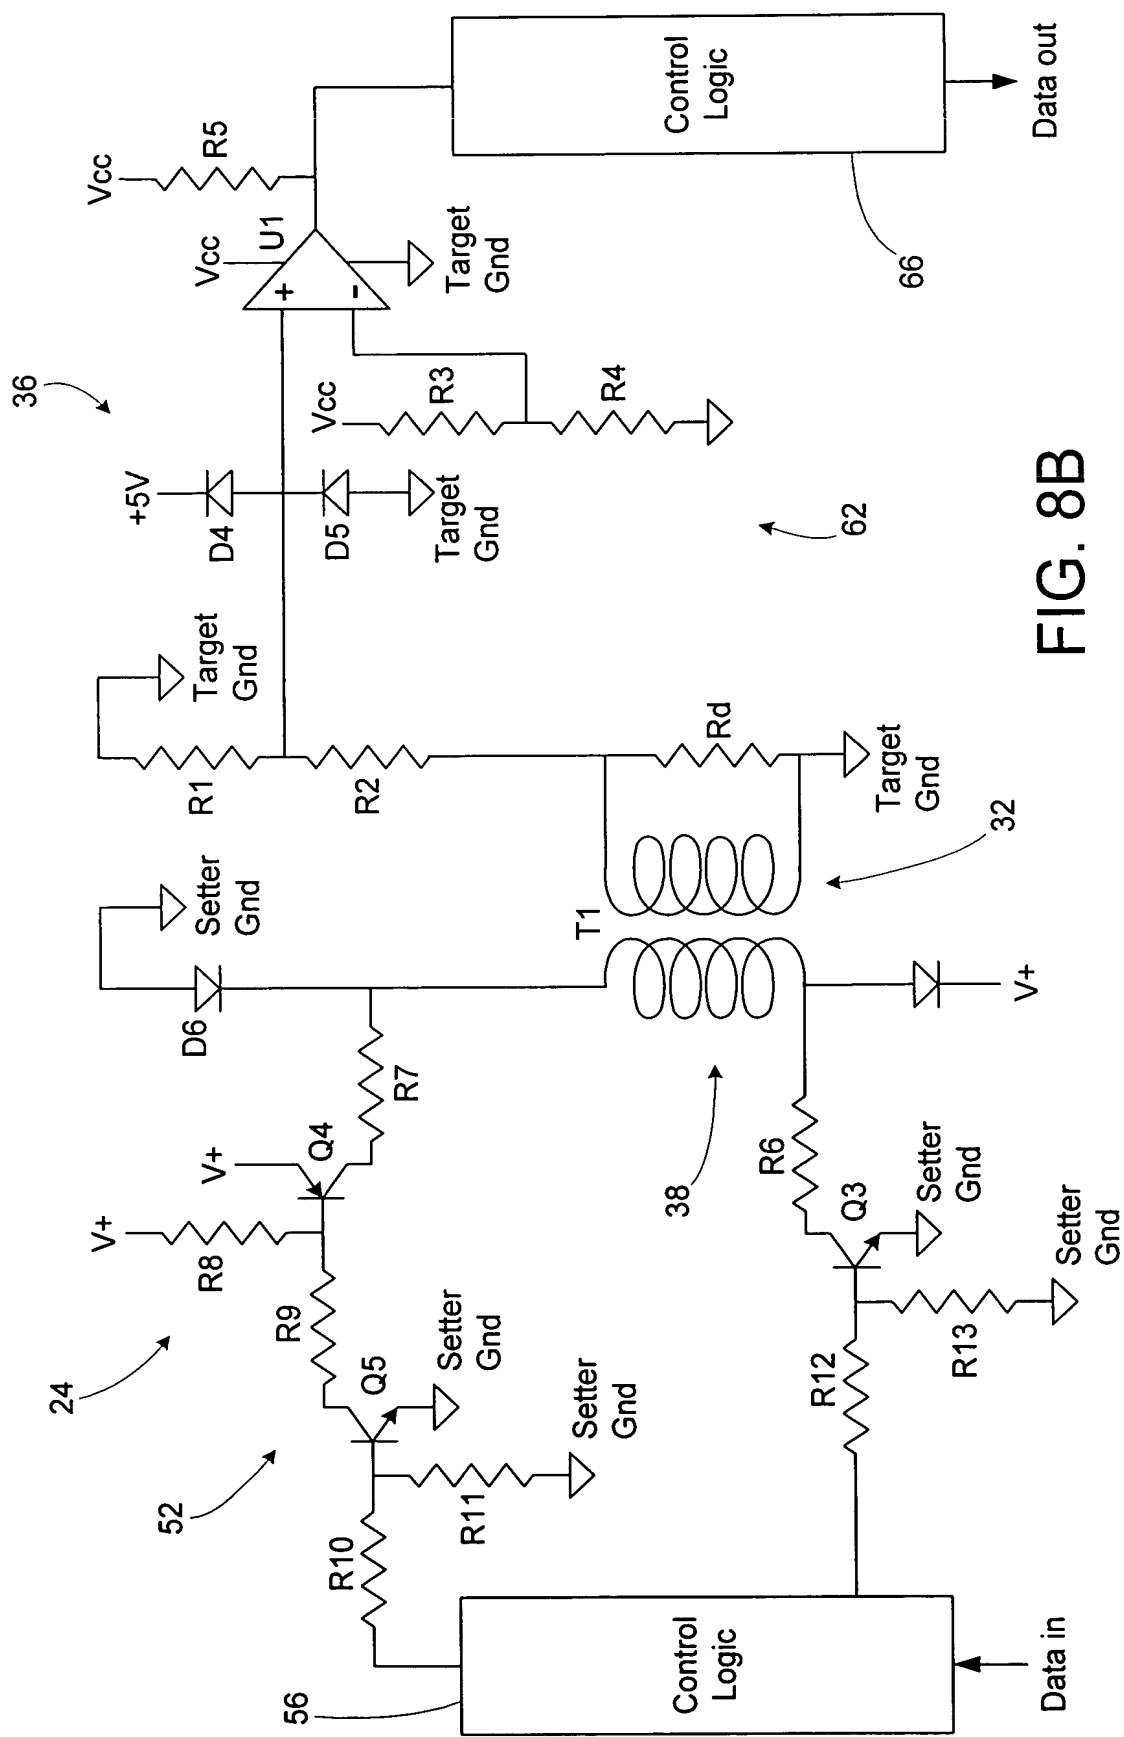 36
Vcc
R5
Vcc
U1
+
-
Target
Gnd
Control
Logic
66
Data out
+5V
D4
D5
Target
Gnd
Vcc
R3
R4
62
Target
Gnd
R1
R2
Rd
Target
Gnd
32
Setter
Gnd
D6
T1
V+
R7
Q4
V+
V+
R8
R9
24
38
R6
Q3
Setter
Gnd
R12
R13
Setter
Gnd
Q5
Setter
Gnd
52
R10
R11
Setter
Gnd
56
Control
Logic
Data in
FIG. 8B